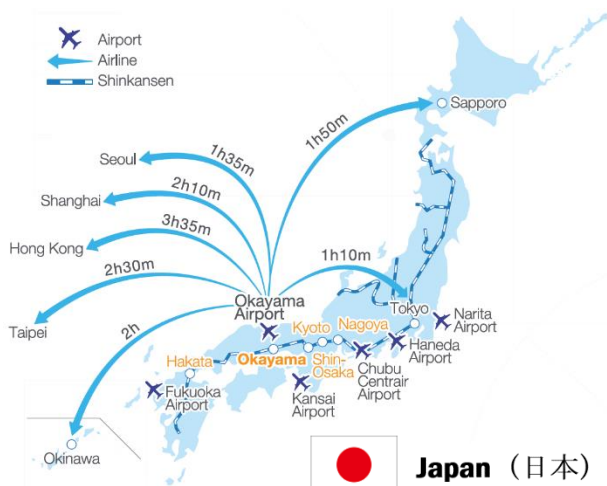 Airport
Airline
Shinkansen
Sapporo
1h50m
Seoul
1h35m
Shanghai
2h10m
Hong Kong
3h35m
2h30m
Taipei
2h
1h10m
Okayama
Airport
Tokyo
Narita
Airport
Kyoto
Nagoya
Haneda
Airport
Hakata
Okayama
Shin-
Osaka
Chubu
Centrair
Airport
Fukuoka
Airport
Kansai
Airport
Okinawa
Japan (日本)